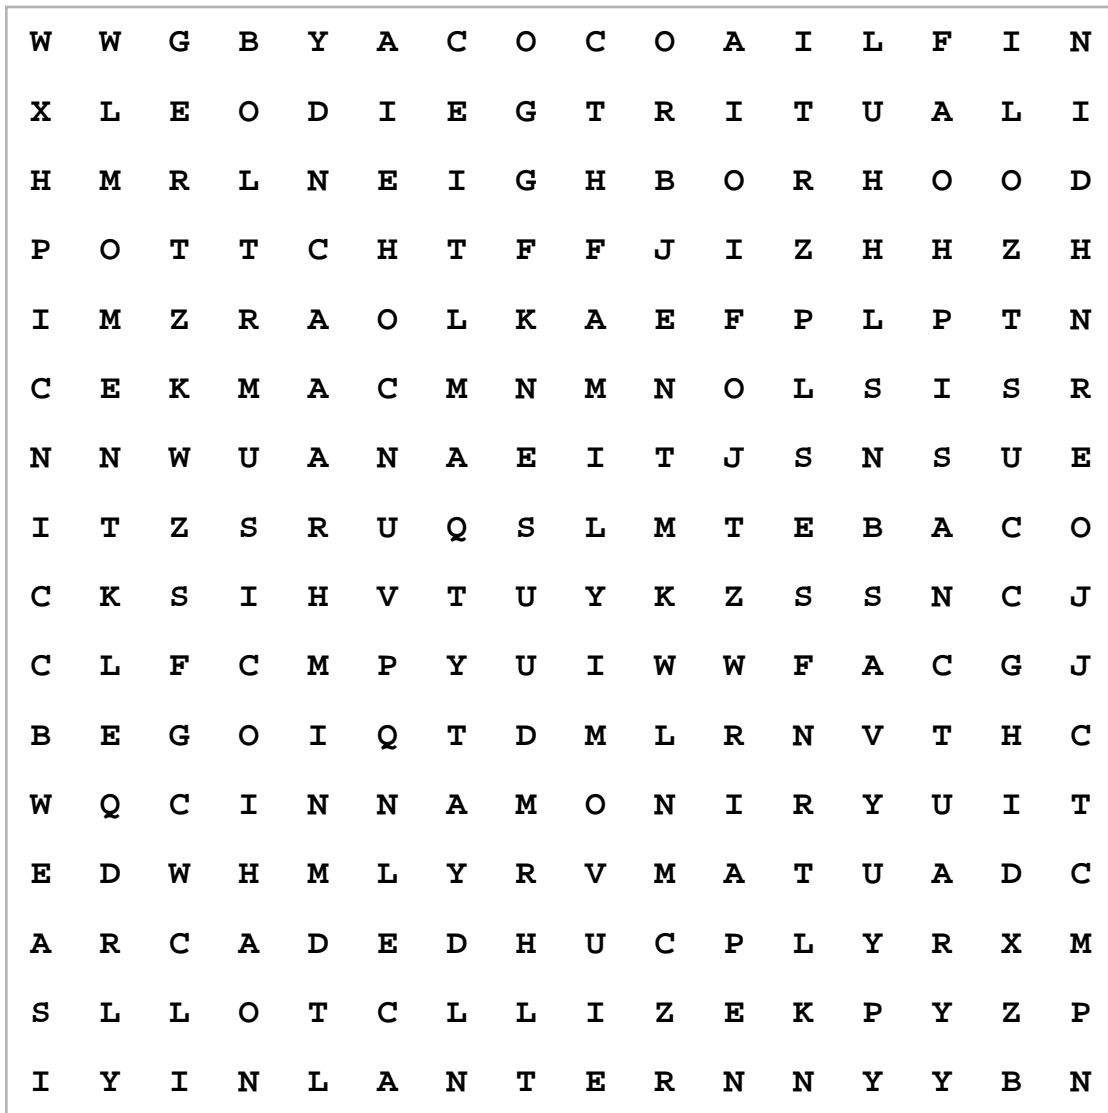 W W G B Y A C O C O A I L F I N
X L E O D I E G T R I T U A L I
H M R L N E I G H B O R H O O D
P O T T C H T F F J I Z H H Z H
I M Z R A O L K A E F P L P T N
C E K M A C M N M N O L S I S R
N N W U A N A E I T J S N S U E
I T Z S R U Q S L M T E B A C O
C K S I H V T U Y K Z S S N C J
C L F C M P Y U I W W F A C G J
B E G O I Q T D M L R N V T H C
W Q C I N N A M O N I R Y U I T
E D W H M L Y R V M A T U A D C
A R C A D E D H U C P L Y R X M
S L L O T C L L I Z E K P Y Z P
I Y I N L A N T E R N N Y Y B N